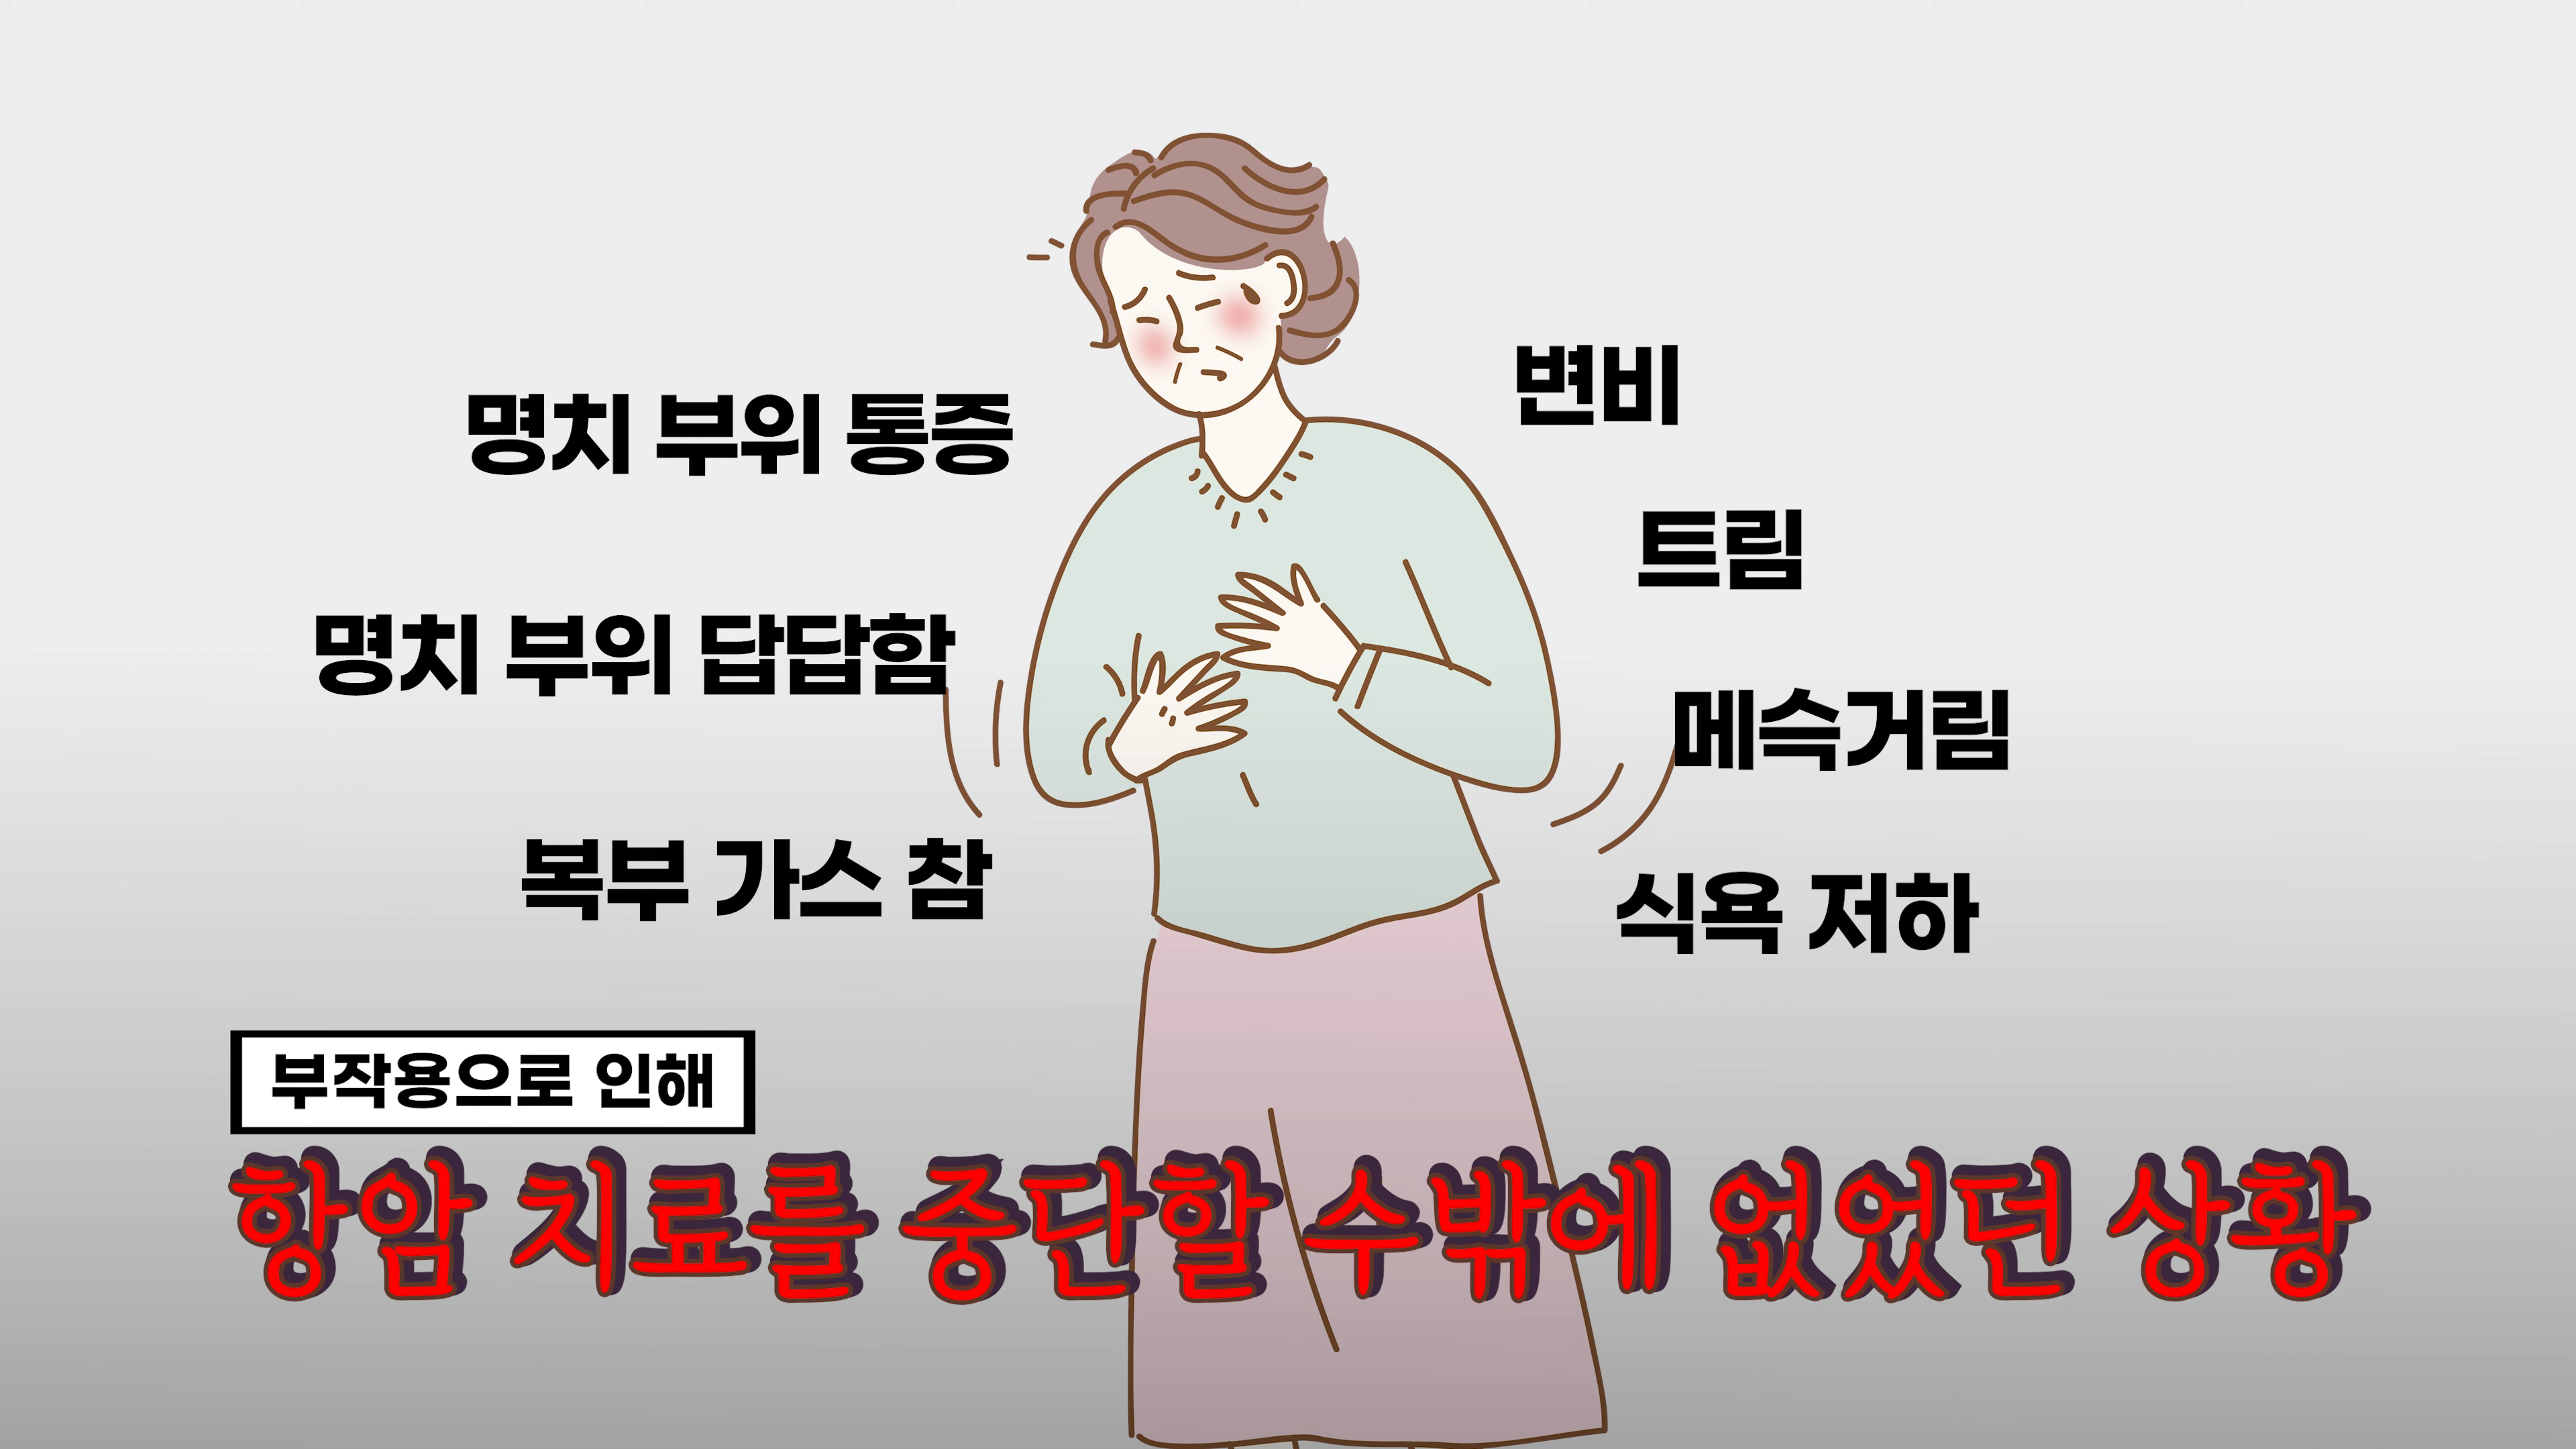 명치 부위 통증
명치 부위 답답함
복부 가스 참
변비
트림
메슥거림
식욕 저하
부작용으로 인해
항암 치료를 중단할 수밖에 없었던 상황